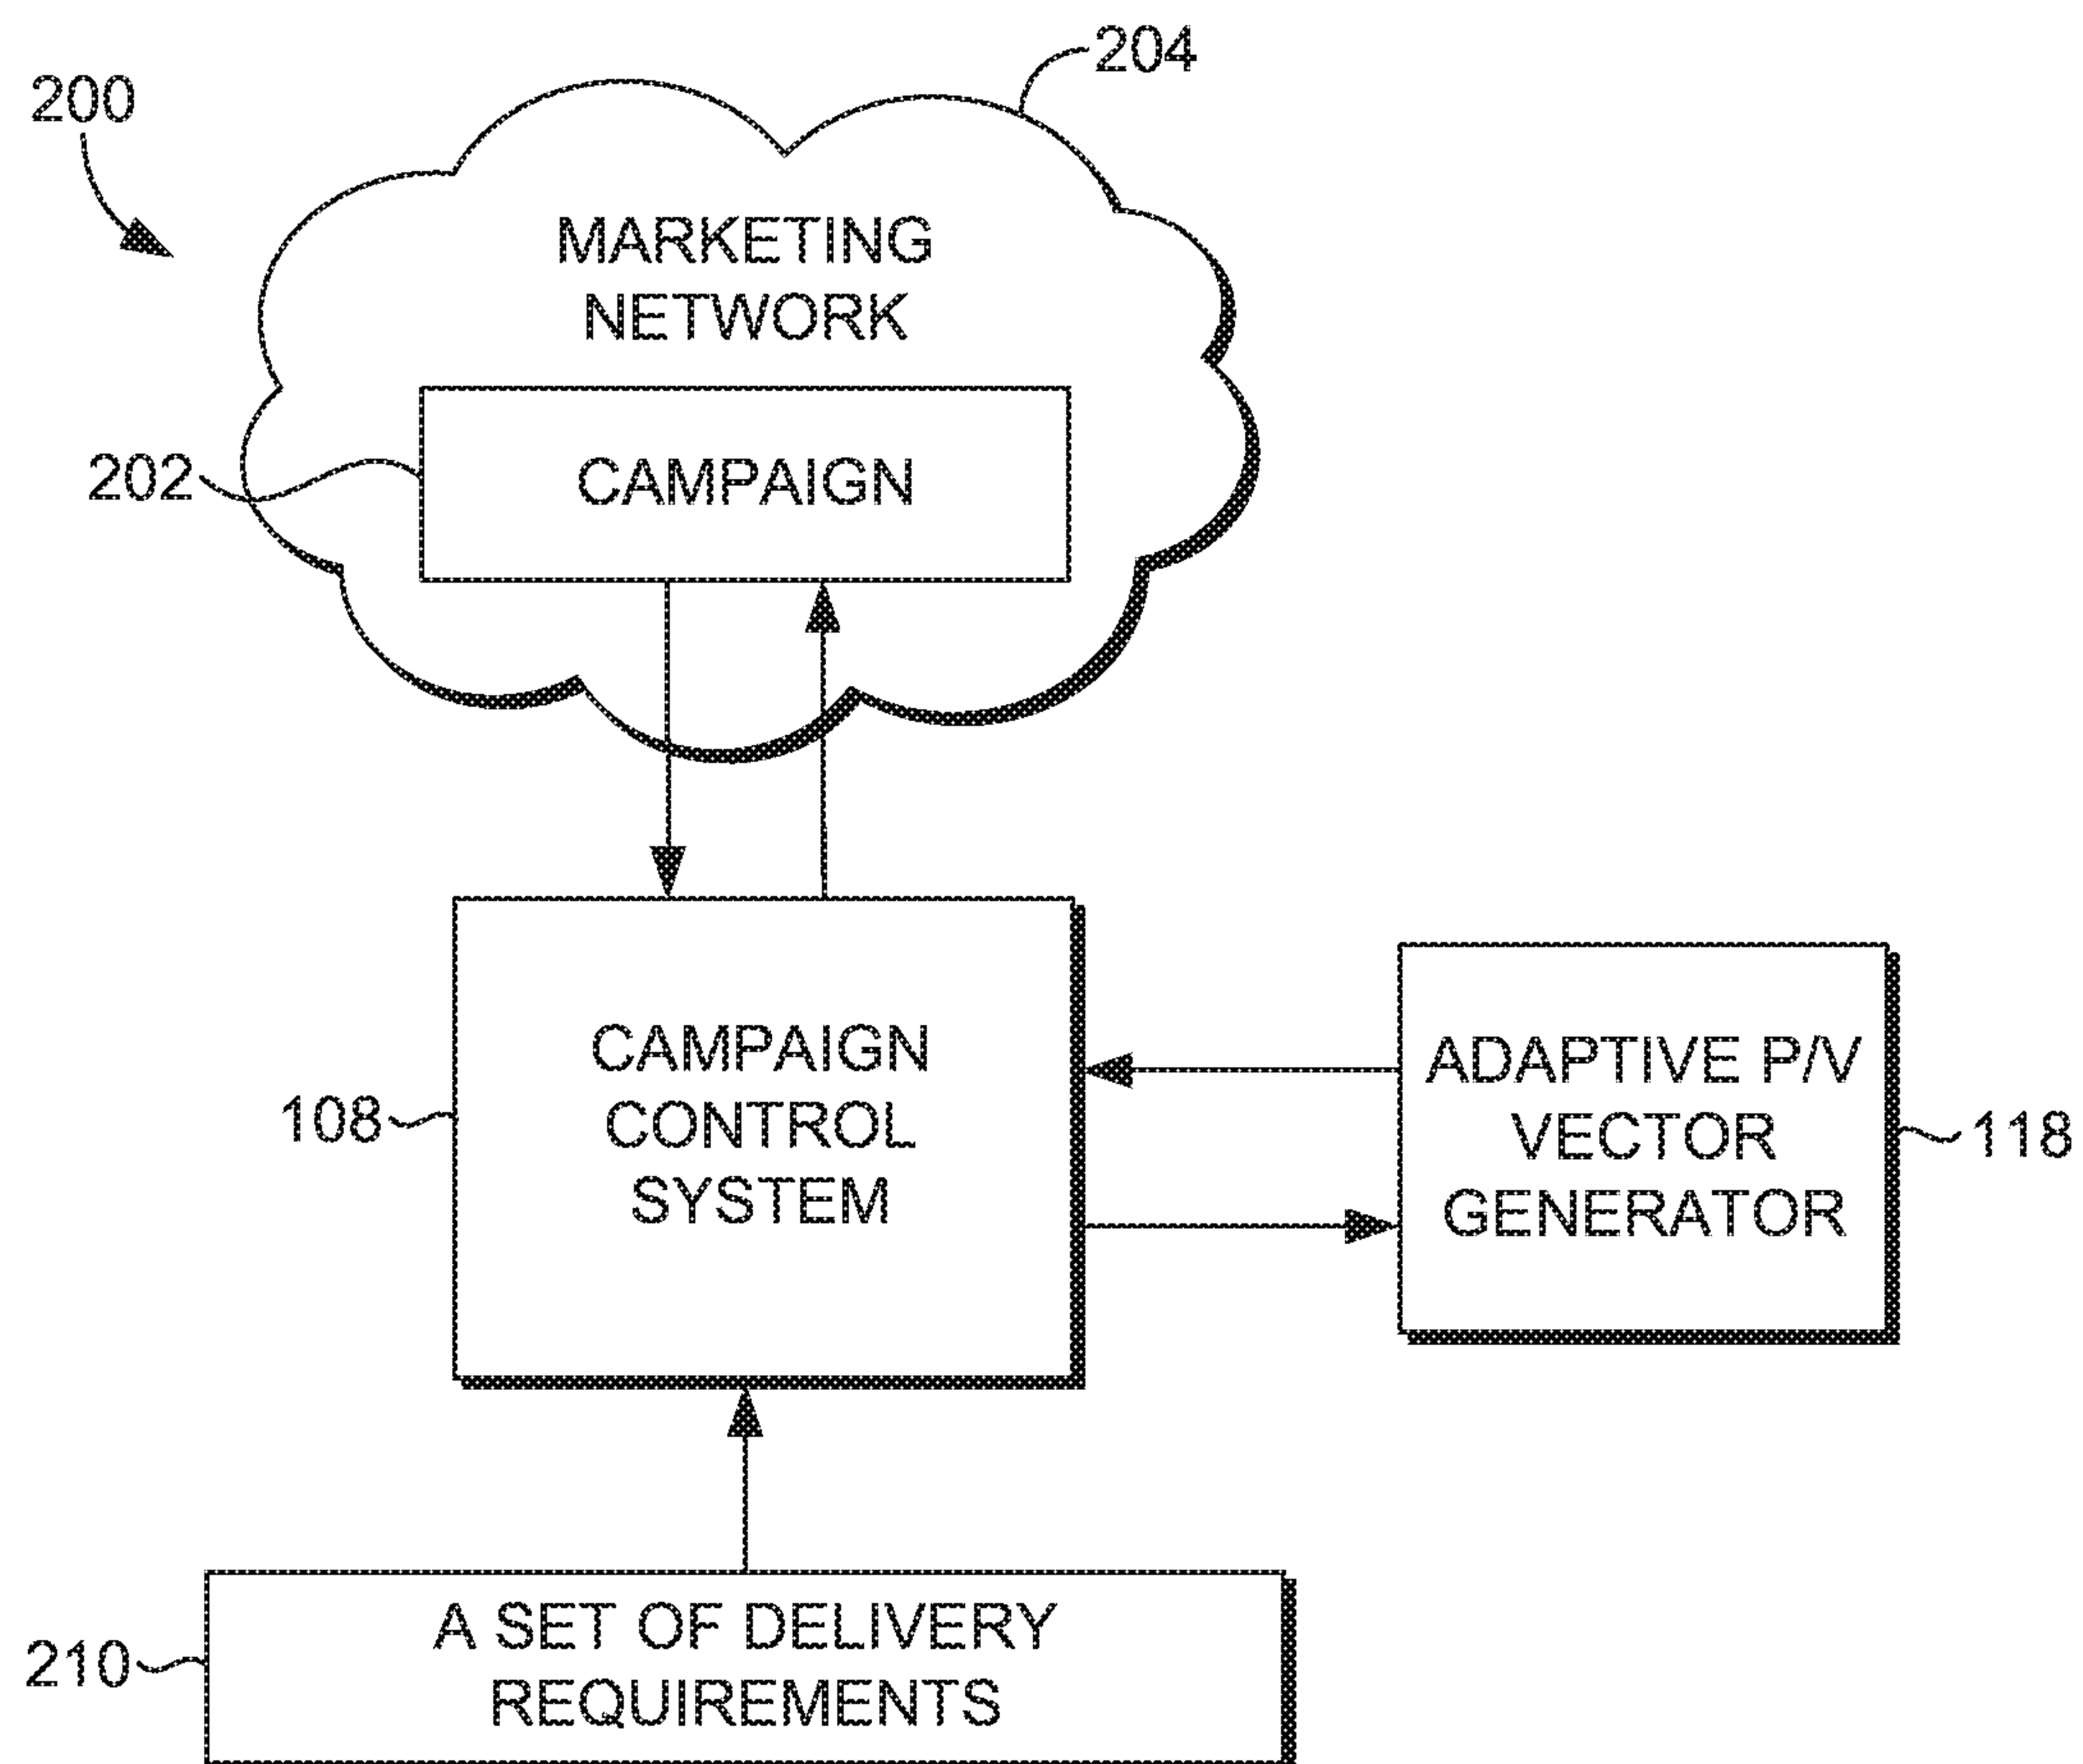 204
200
MARKETING
NETWORK
202
CAMPAIGN
CAMPAIGN
CONTROL
SYSTEM
108
ADAPTIVE P/V
VECTOR
GENERATOR
118
A SET OF DELIVERY
REQUIREMENTS
210